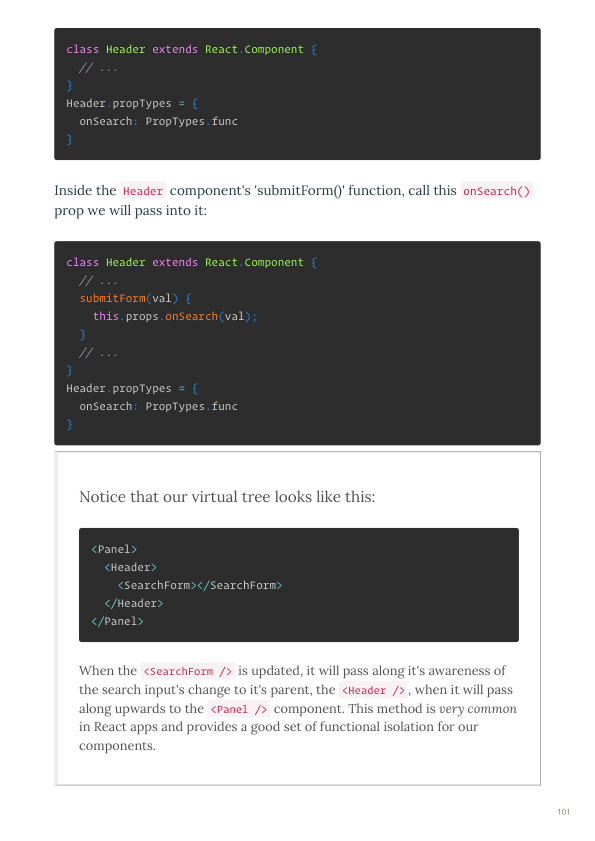 class Header extends React.Component {
  // ...
}
Header.propTypes = {
  onSearch: PropTypes.func
}
Inside the Header component's 'submitForm()' function, call this onSearch()
prop we will pass into it:
class Header extends React.Component {
  // ...
  submitForm(val) {
    this.props.onSearch(val);
  }
  // ...
}
Header.propTypes = {
  onSearch: PropTypes.func
}
Notice that our virtual tree looks like this:
<Panel>
  <Header>
    <SearchForm></SearchForm>
  </Header>
</Panel>
When the <SearchForm /> is updated, it will pass along it's awareness of
the search input's change to it's parent, the <Header />, when it will pass
along upwards to the <Panel /> component. This method is very common
in React apps and provides a good set of functional isolation for our
components.
101